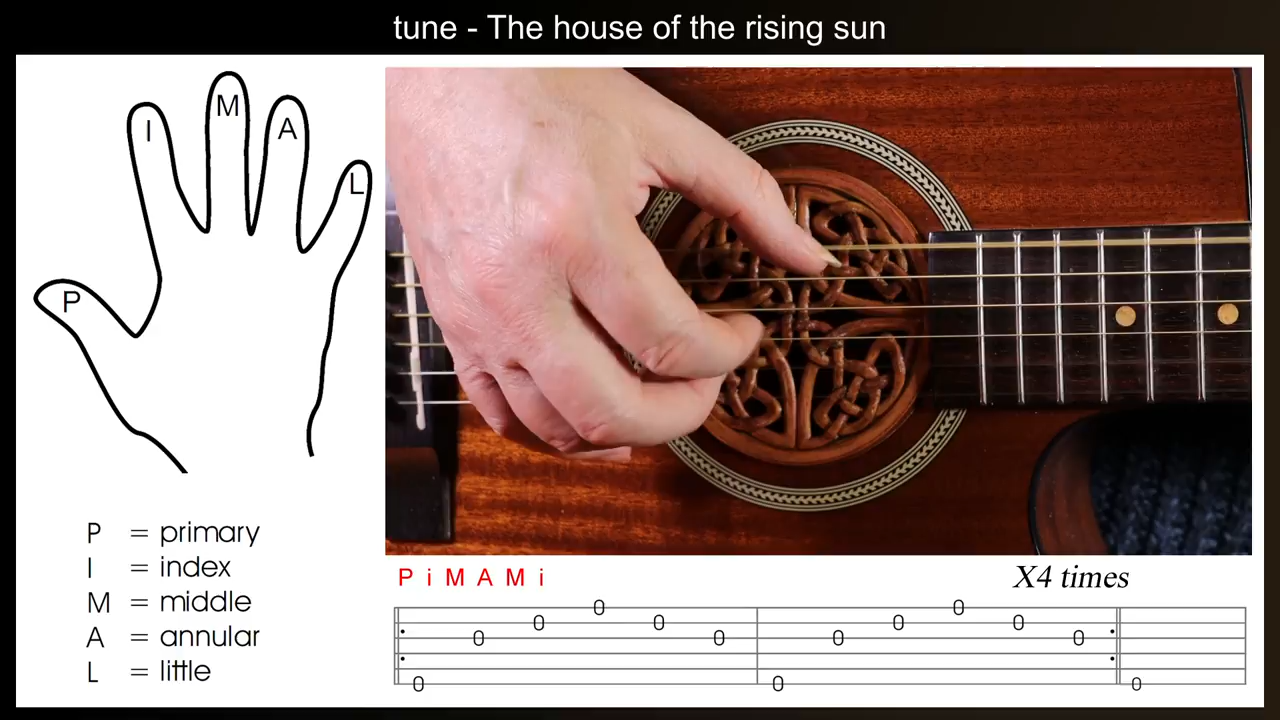 tune - The house of the rising sun
I
M
A
L
P
P = primary
I = index
M = middle
A = annular
L = little
P i M A M i
X4 times
0 0 0 0 0 0 0 0 0 0 0 0 0